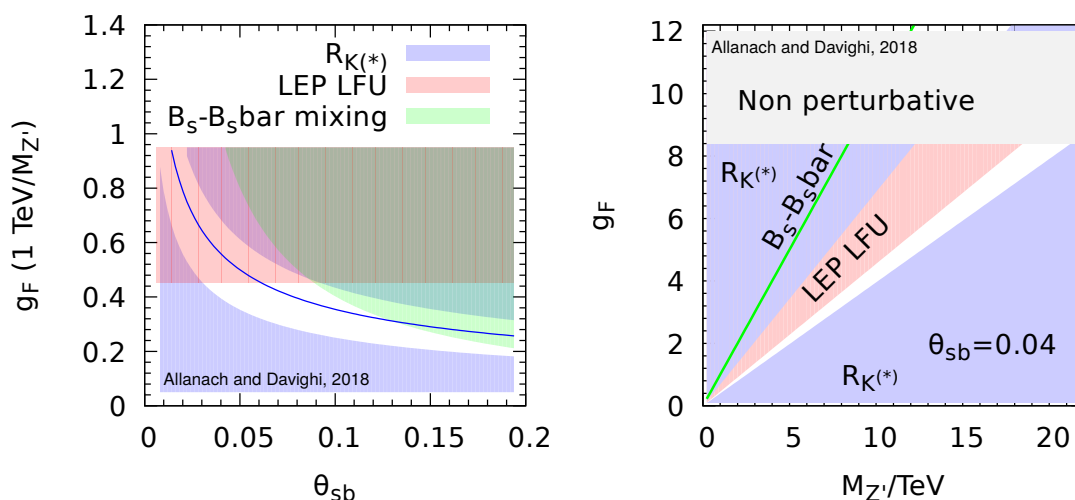 1.4
1.2
1
0.8
0.6
0.4
0.2
0
g_F (1 TeV/M_Z')
R_K(*)
LEP LFU
B_s-B_sbar mixing
Allanach and Davighi, 2018
0 0.05 0.1 0.15 0.2
θ_sb
12
10
8
6
4
2
0
g_F
Allanach and Davighi, 2018
Non perturbative
R_K(*)
B_s-B_sbar
LEP LFU
θ_sb=0.04
R_K(*)
0 5 10 15 20
M_Z'/TeV